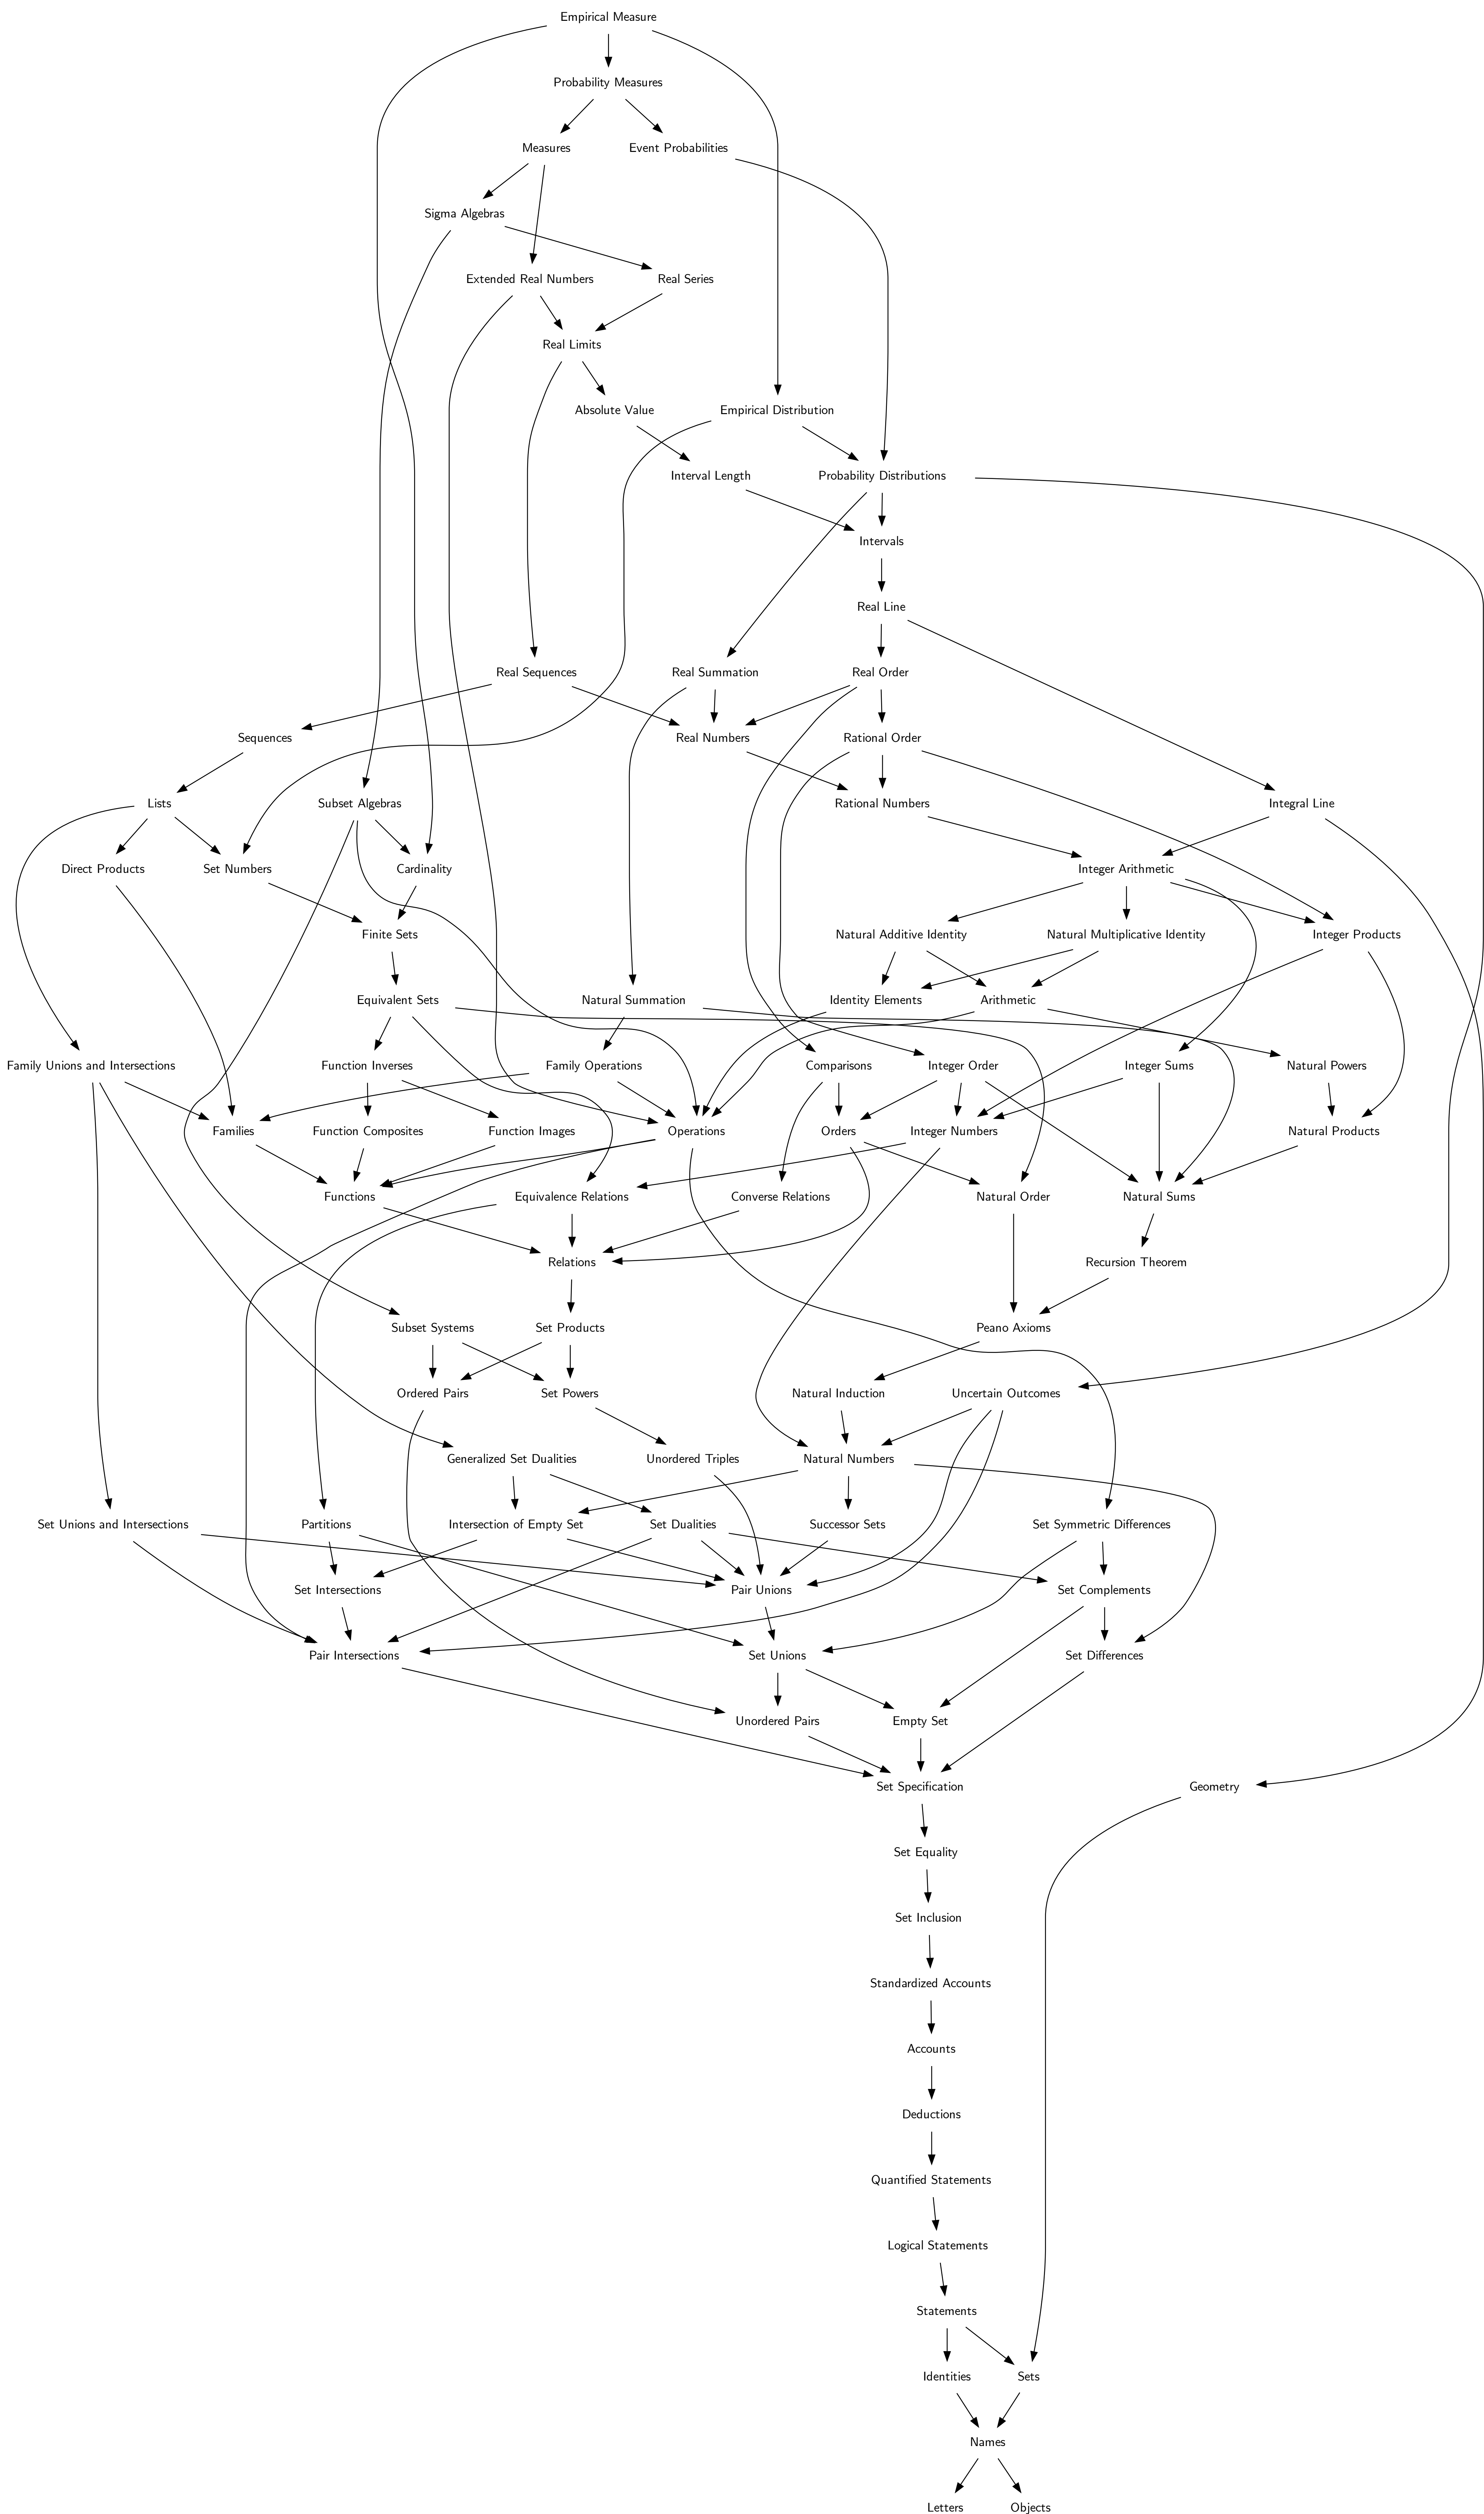 Empirical Measure
Probability Measures
Measures
Event Probabilities
Sigma Algebras
Extended Real Numbers
Real Series
Real Limits
Absolute Value
Empirical Distribution
Interval Length
Probability Distributions
Intervals
Real Line
Real Sequences
Real Summation
Real Order
Sequences
Real Numbers
Rational Order
Lists
Subset Algebras
Rational Numbers
Integral Line
Direct Products
Set Numbers
Cardinality
Integer Arithmetic
Finite Sets
Natural Additive Identity
Natural Multiplicative Identity
Integer Products
Equivalent Sets
Natural Summation
Identity Elements
Arithmetic
Family Unions and Intersections
Function Inverses
Family Operations
Comparisons
Integer Order
Integer Sums
Natural Powers
Families
Function Composites
Function Images
Operations
Orders
Integer Numbers
Natural Products
Functions
Equivalence Relations
Converse Relations
Natural Order
Natural Sums
Relations
Recursion Theorem
Subset Systems
Set Products
Peano Axioms
Ordered Pairs
Set Powers
Natural Induction
Uncertain Outcomes
Generalized Set Dualities
Unordered Triples
Natural Numbers
Set Unions and Intersections
Partitions
Intersection of Empty Set
Set Dualities
Successor Sets
Set Symmetric Differences
Set Intersections
Pair Unions
Set Complements
Pair Intersections
Set Unions
Set Differences
Unordered Pairs
Empty Set
Set Specification
Geometry
Set Equality
Set Inclusion
Standardized Accounts
Accounts
Deductions
Quantified Statements
Logical Statements
Statements
Identities
Sets
Names
Letters
Objects